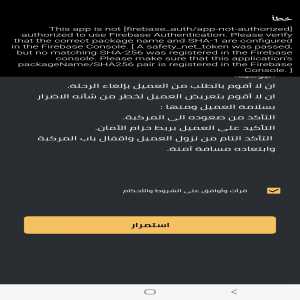 خطأ
This app is not [firebase_auth/app-not-authorized]
authorized to use Firebase Authentication. Please verify
that the correct package name and SHA-1 are configured
in the Firebase Console. [ A safety_net_token was passed,
but no matching SHA-256 was registered in the Firebase
console. Please make sure that this application's
packageName/SHA256 pair is registered in the Firebase
Console. ]
ان لا أقوم بالطلب من العميل بإلغاء الرحلة.
ان لا أقوم بتعريض العميل لخطر من شأنه الاضرار
بسلامة العميل ومنها :
التأكد من صعوده الى المركبة.
التأكيد على العميل بربط حزام الأمان.
التأكد التام من نزول العميل واقفال باب المركبة
وابتعاده مسافة آمنة.
قرأت وأوافق على الشروط والأحكام
استمرار